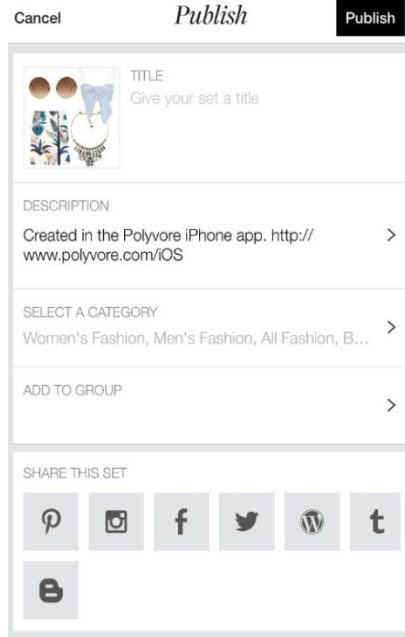 Cancel
Publish
Publish
TITLE
Give your set a title
DESCRIPTION
Created in the Polyvore iPhone app. http://
www.polyvore.com/iOS
SELECT A CATEGORY
Women's Fashion, Men's Fashion, All Fashion, B...
ADD TO GROUP
SHARE THIS SET